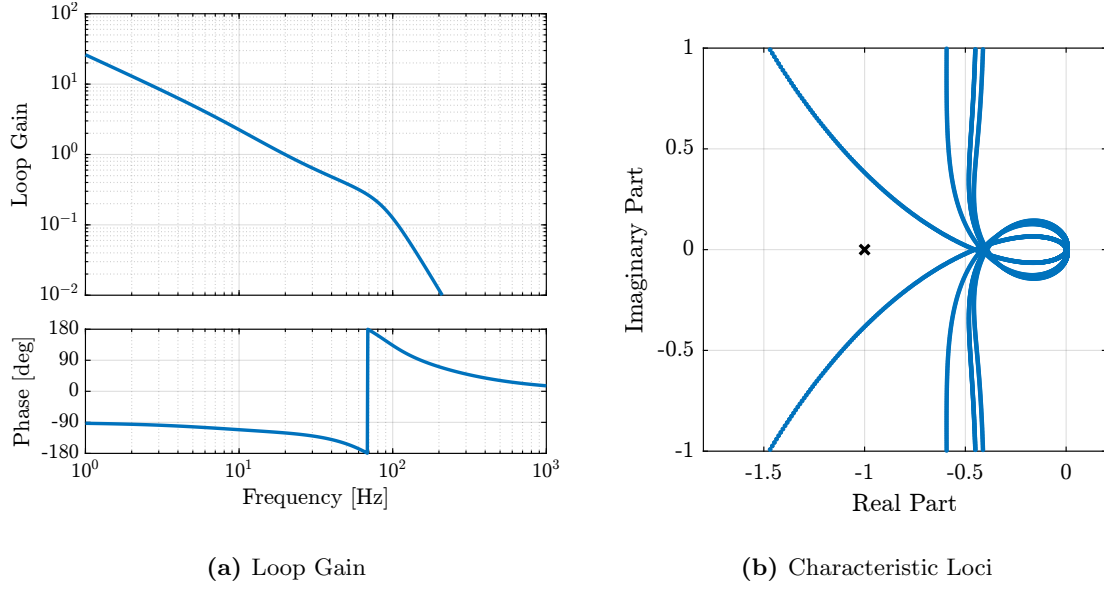 10^2
10^1
10^0
10^-1
10^-2
Loop Gain
180
90
0
-90
-180
Phase [deg]
10^0 10^1 10^2 10^3
Frequency [Hz]
(a) Loop Gain
1
0.5
0
-0.5
-1
Imaginary Part
-1.5 -1 -0.5 0
Real Part
(b) Characteristic Loci